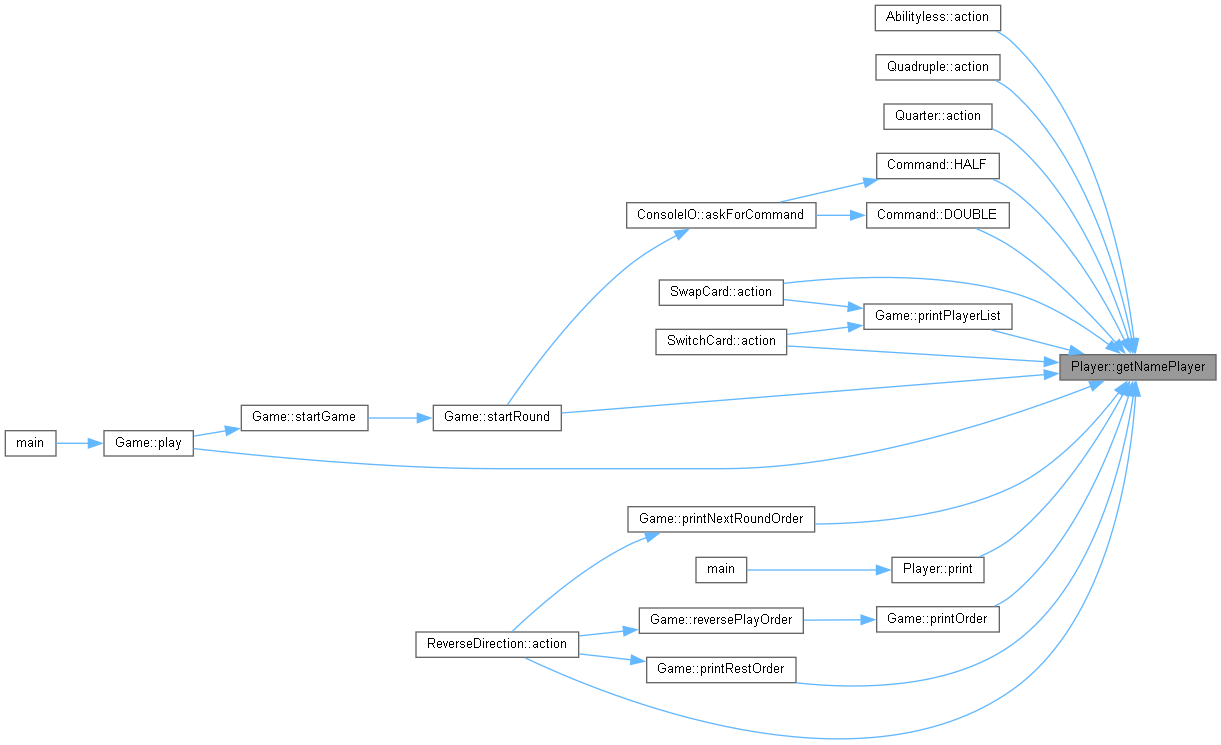 Abilityless::action
Quadruple::action
Quarter::action
Command::HALF
ConsoleIO::askForCommand
Command::DOUBLE
SwapCard::action
Game::printPlayerList
SwitchCard::action
Player::getNamePlayer
Game::startGame
Game::startRound
main
Game::play
Game::printNextRoundOrder
main
Player::print
Game::reversePlayOrder
Game::printOrder
ReverseDirection::action
Game::printRestOrder